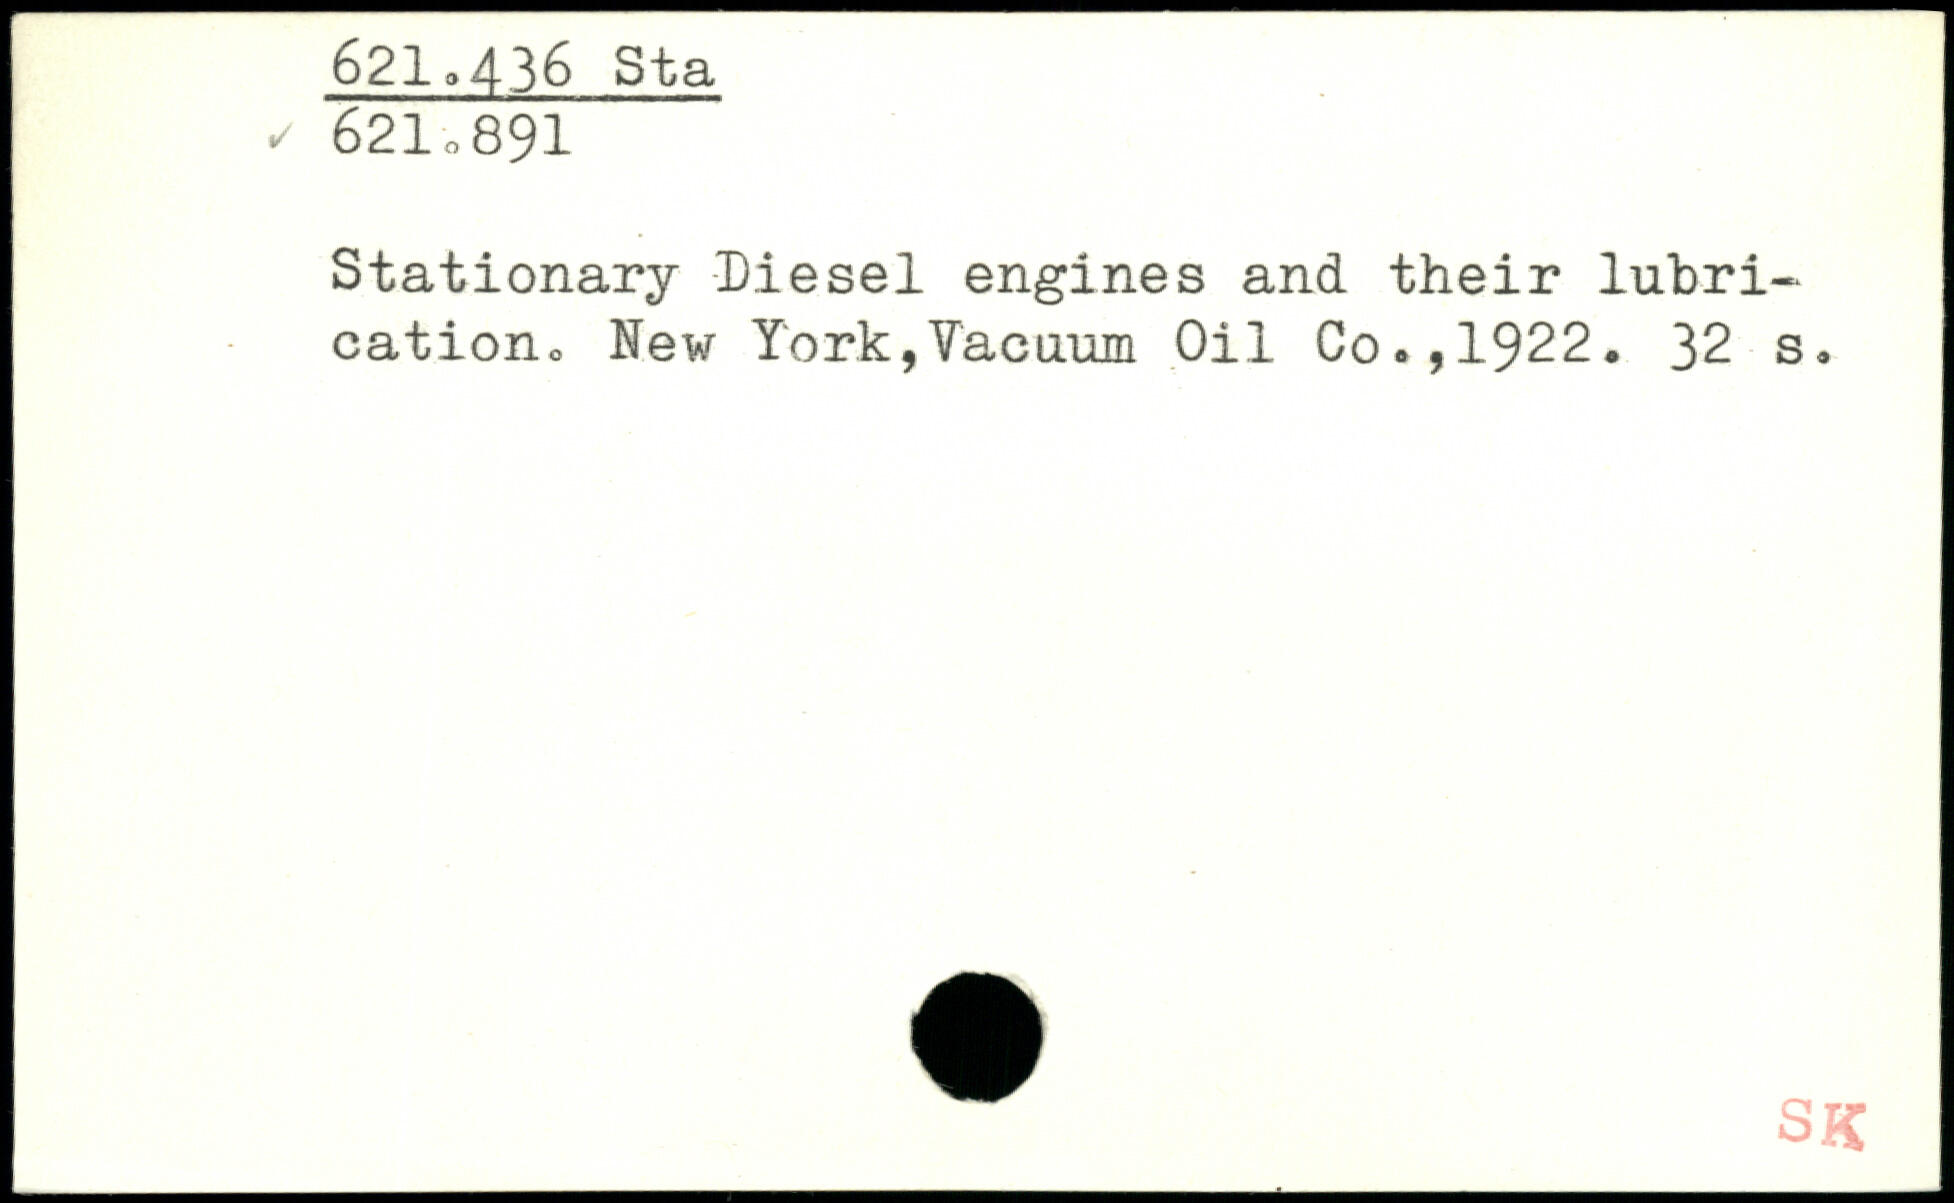 621.436 Sta
✓ 621.891
Stationary Diesel engines and their lubri-
cation. New York,Vacuum Oil Co.,1922. 32 s.
SK